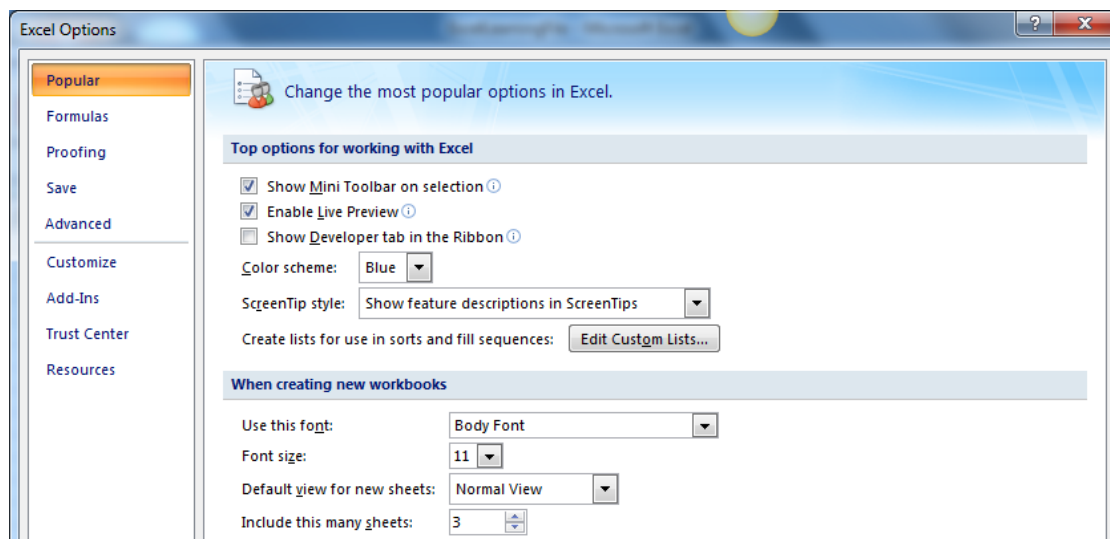 Excel Options
Microsoft Excel
?
Popular
Formulas
Proofing
Save
Advanced
Customize
Add-Ins
Trust Center
Resources
Change the most popular options in Excel.
Top options for working with Excel
Show Mini Toolbar on selection
Enable Live Preview
Show Developer tab in the Ribbon
Color scheme: Blue
ScreenTip style: Show feature descriptions in ScreenTips
Create lists for use in sorts and fill sequences: Edit Custom Lists...
When creating new workbooks
Use this font: Body Font
Font size: 11
Default view for new sheets: Normal View
Include this many sheets: 3